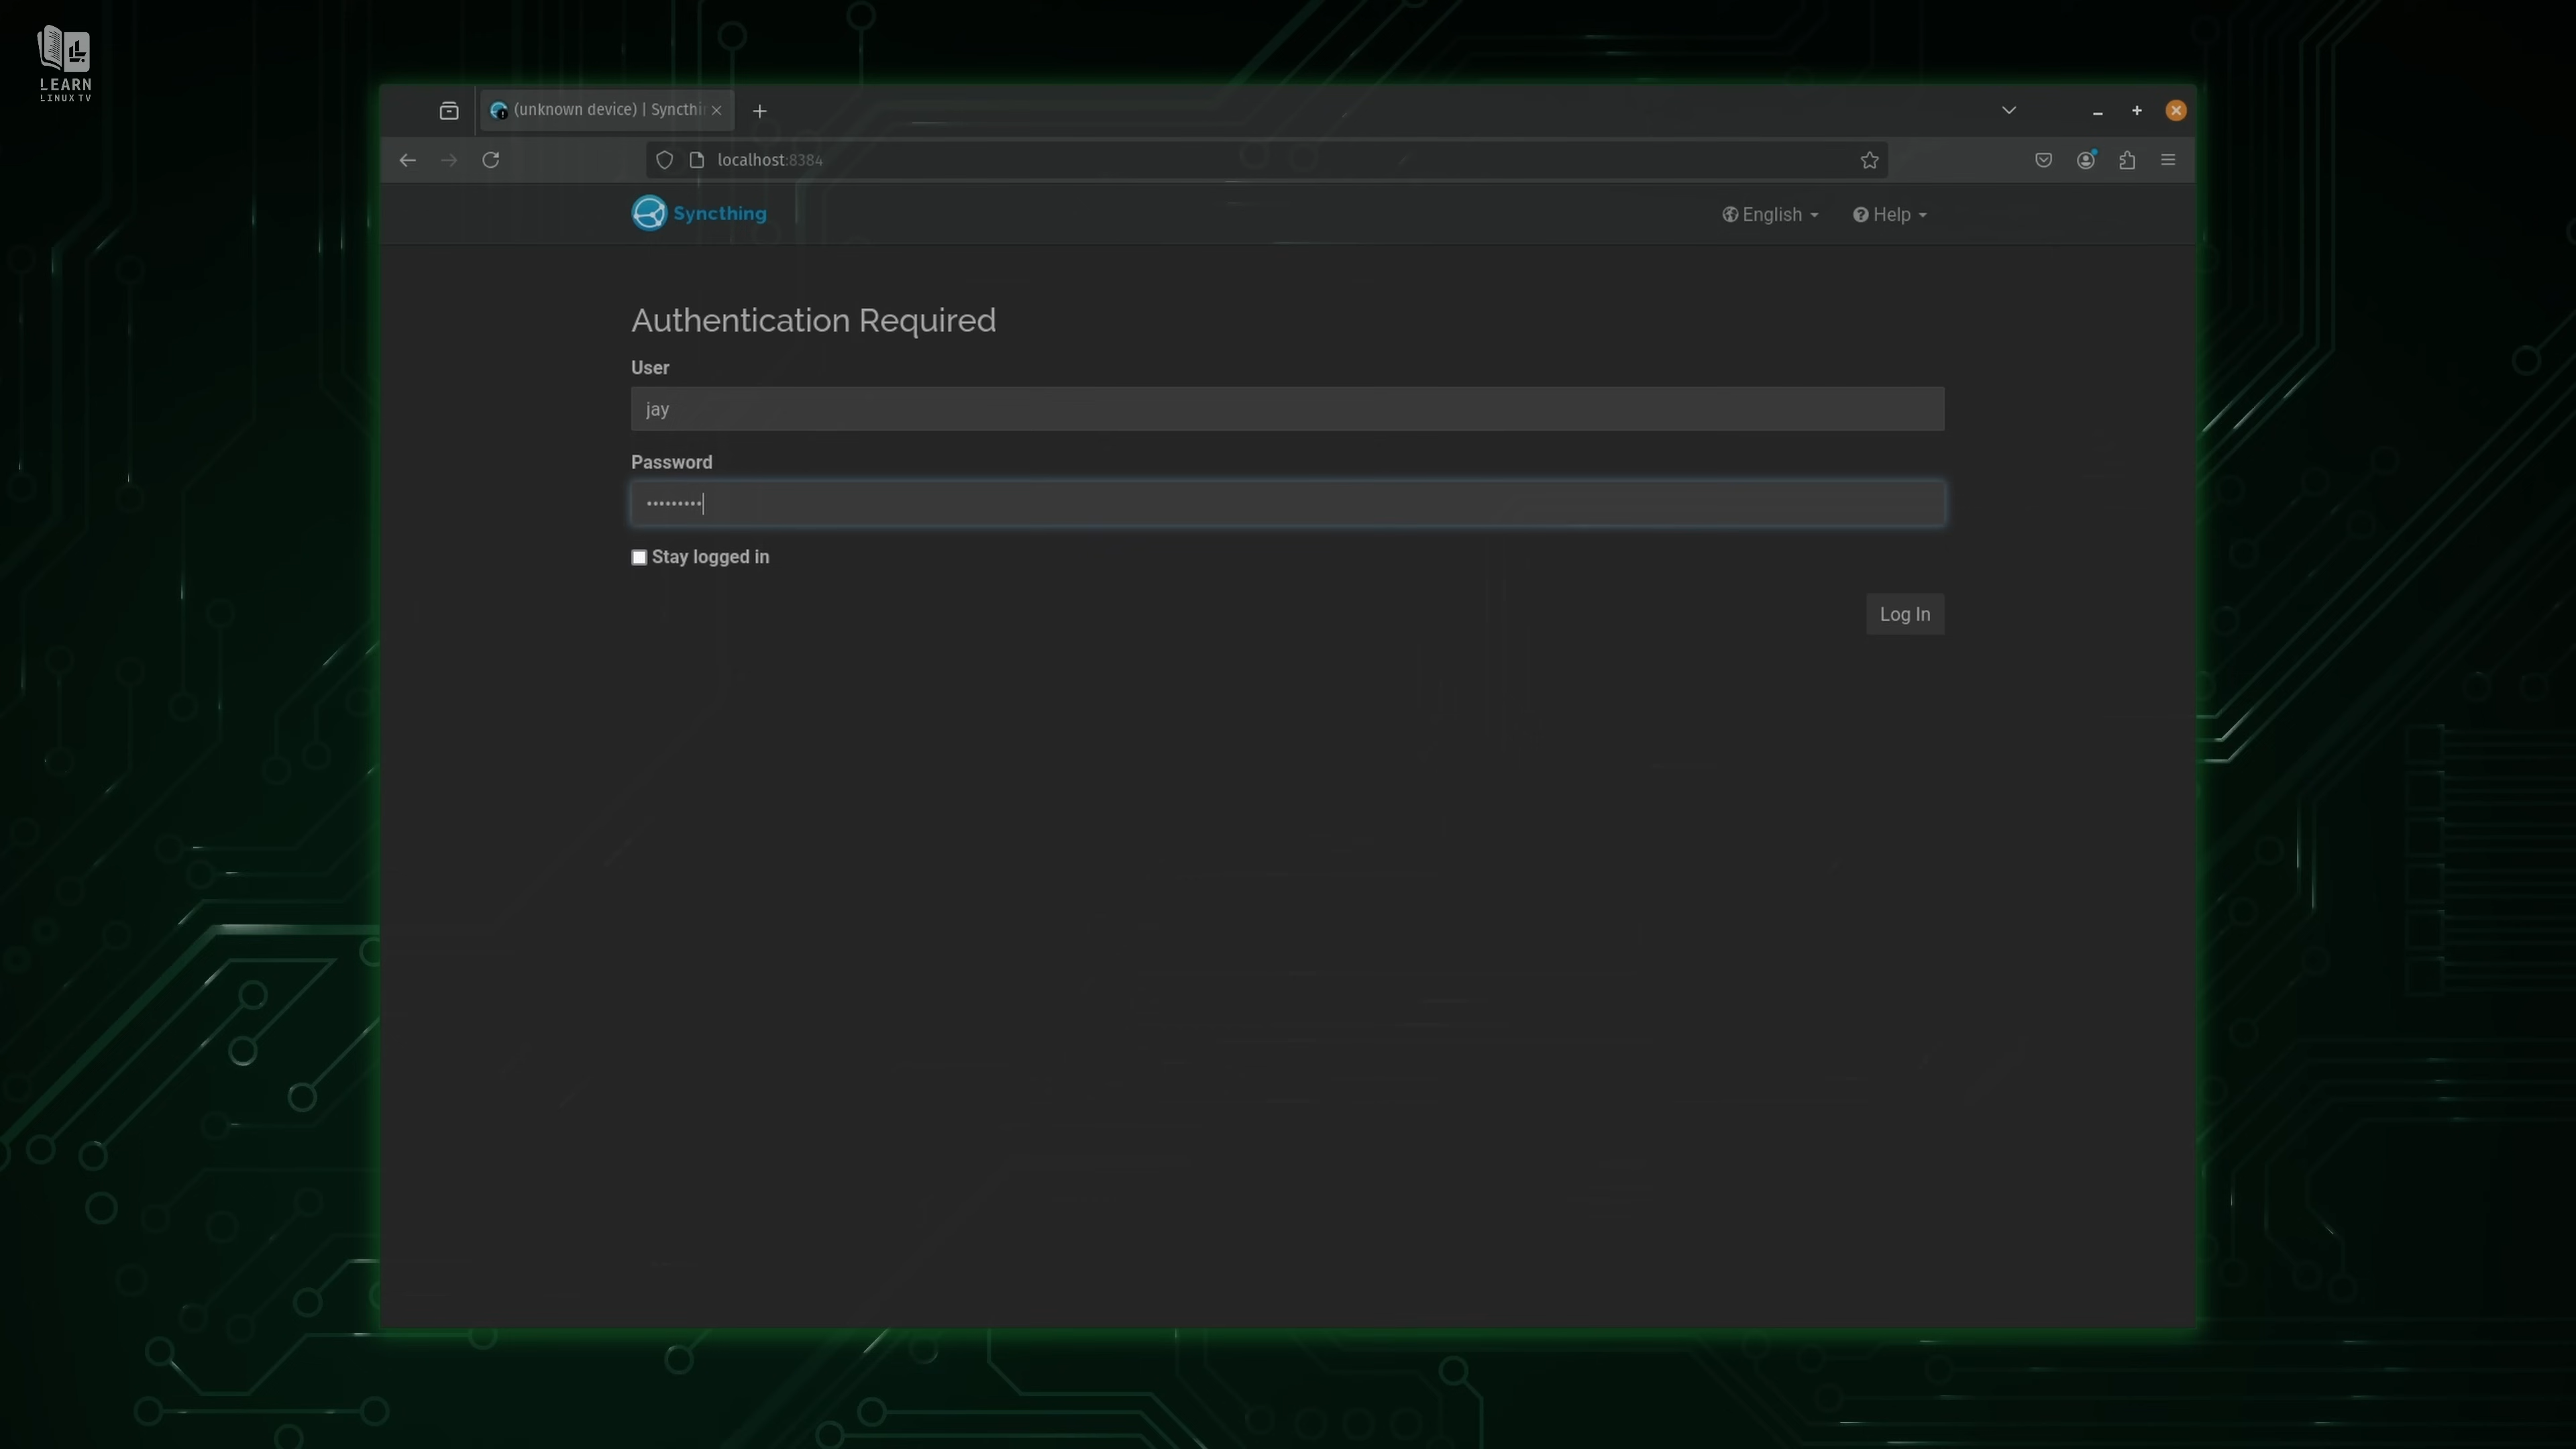 LEARN
LINUX TV
(unknown device) | Syncthi
localhost:8384
Syncthing
English
Help
Authentication Required
User
jay
Password
•••••••••
Stay logged in
Log In